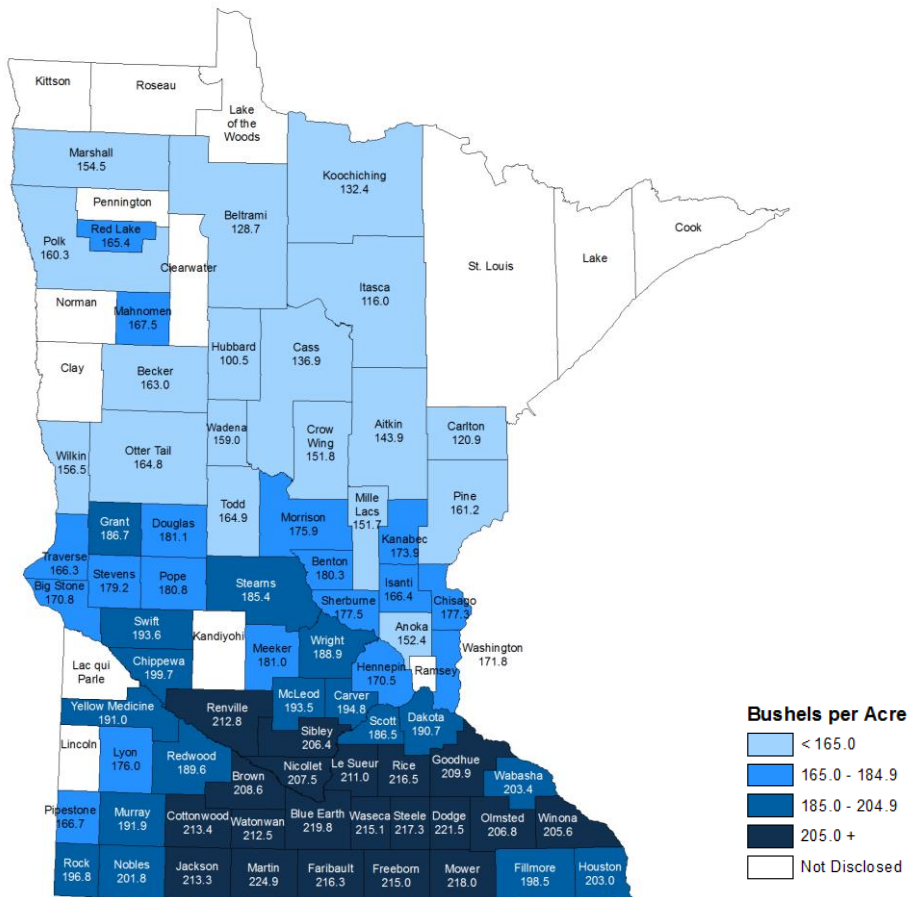 Kittson
Roseau
Lake
of the
Woods
Marshall
154.5
Koochiching
132.4
Pennington
Beltrami
128.7
Red Lake
165.4
Polk
160.3
Clearwater
St. Louis
Lake
Cook
Itasca
116.0
Norman
Mahnomen
167.5
Hubbard
100.5
Cass
136.9
Clay
Becker
163.0
Wadena
159.0
Crow
Wing
151.8
Aitkin
143.9
Carlton
120.9
Wilkin
156.5
Otter Tail
164.8
Todd
164.9
Morrison
175.9
Mille
Lacs
151.7
Pine
161.2
Grant
186.7
Douglas
181.1
Kanabec
173.9
Traverse
166.3
Benton
180.3
Big Stone
170.8
Stevens
179.2
Pope
180.8
Stearns
185.4
Isanti
166.4
Sherburne
177.5
Chisago
177.3
Swift
193.6
Kandiyohi
Meeker
181.0
Wright
188.9
Anoka
152.4
Washington
171.8
Lac qui
Parle
Chippewa
199.7
Hennepin
170.5
Ramsey
Yellow Medicine
191.0
Renville
212.8
McLeod
193.5
Carver
194.8
Scott
186.5
Dakota
190.7
Lincoln
Lyon
176.0
Redwood
189.6
Sibley
206.4
Brown
208.6
Nicollet
207.5
Le Sueur
211.0
Rice
216.5
Goodhue
209.9
Wabasha
203.4
Pipestone
166.7
Murray
191.9
Cottonwood
213.4
Watonwan
212.5
Blue Earth
219.8
Waseca
215.1
Steele
217.3
Dodge
221.5
Olmsted
206.8
Winona
205.6
Rock
196.8
Nobles
201.8
Jackson
213.3
Martin
224.9
Faribault
216.3
Freeborn
215.0
Mower
218.0
Fillmore
198.5
Houston
203.0
Bushels per Acre
< 165.0
165.0 - 184.9
185.0 - 204.9
205.0 +
Not Disclosed